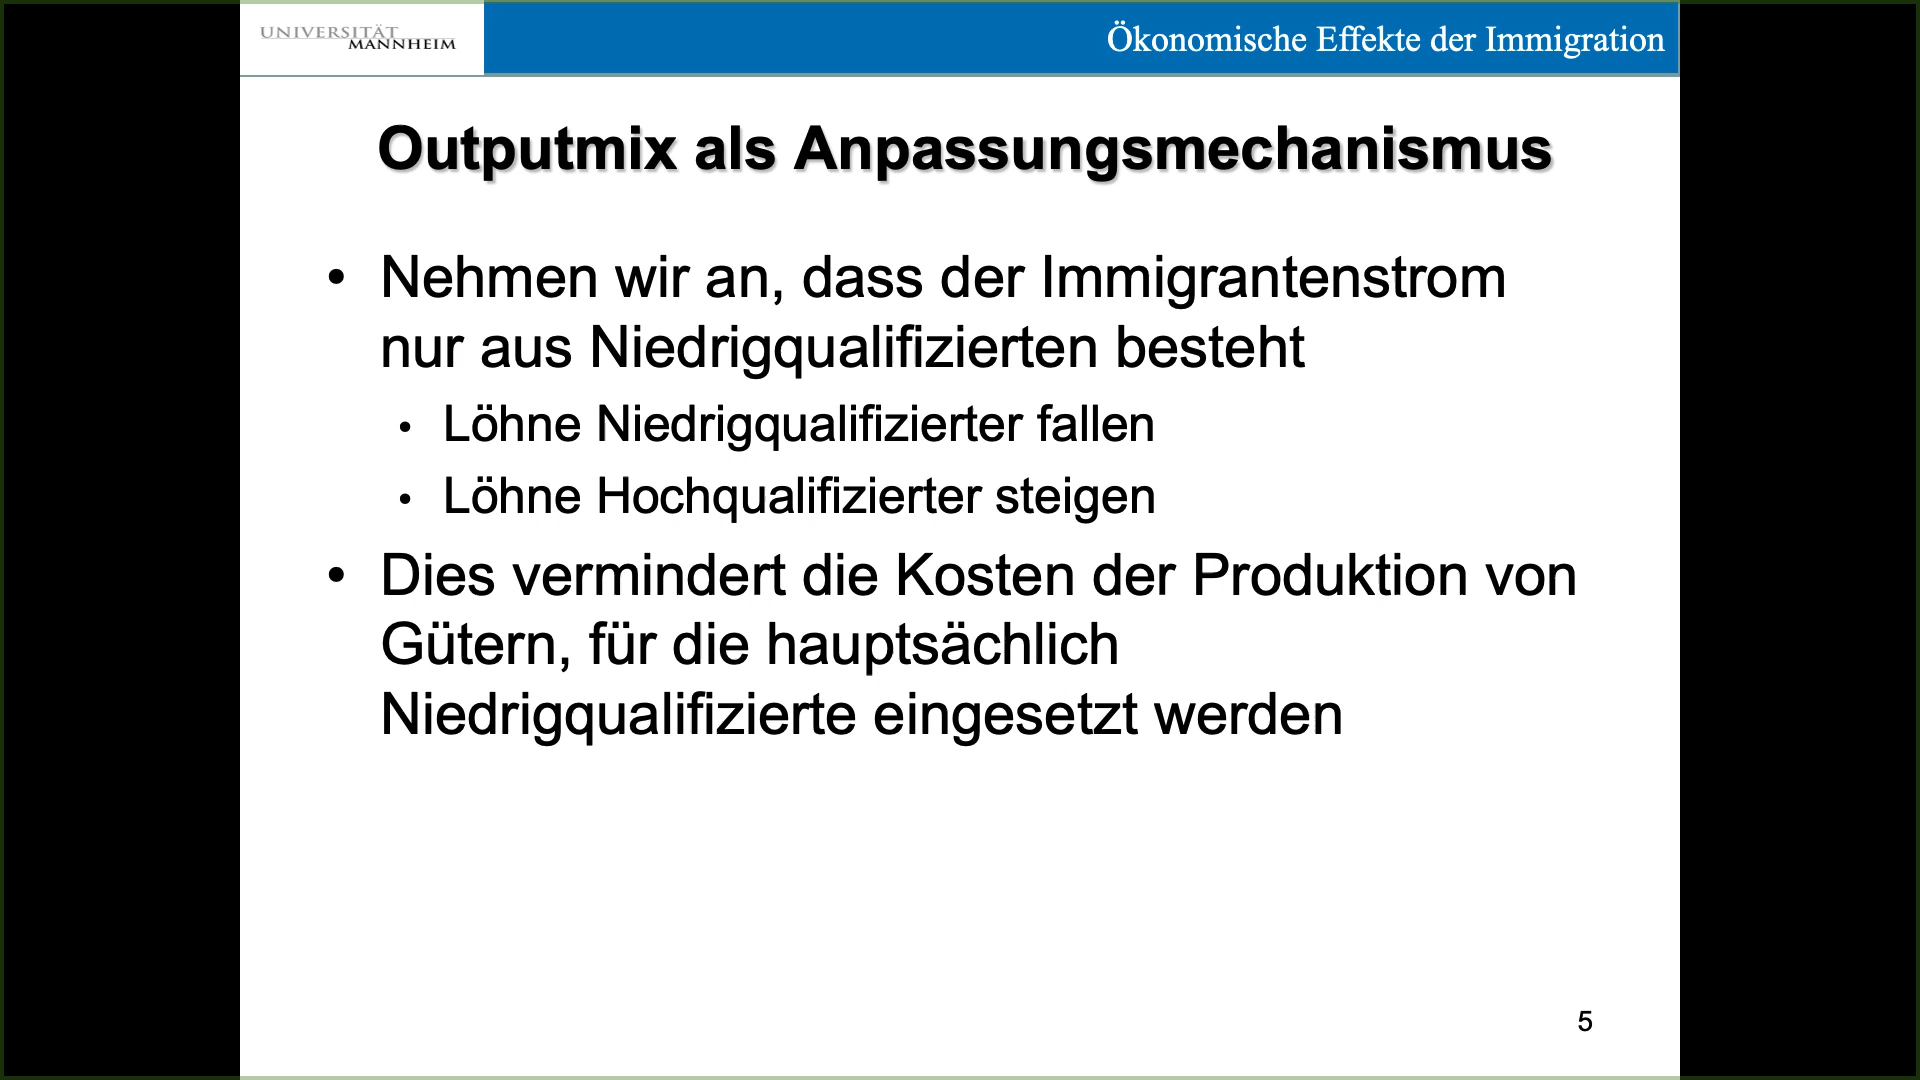 UNIVERSITÄT
MANNHEIM
Ökonomische Effekte der Immigration
Outputmix als Anpassungsmechanismus
• Nehmen wir an, dass der Immigrantenstrom
nur aus Niedrigqualifizierten besteht
• Löhne Niedrigqualifizierter fallen
• Löhne Hochqualifizierter steigen
• Dies vermindert die Kosten der Produktion von
Gütern, für die hauptsächlich
Niedrigqualifizierte eingesetzt werden
5